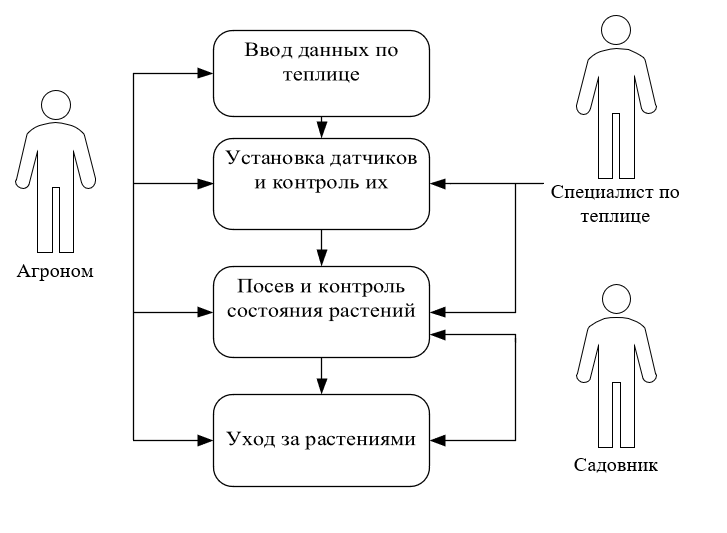 Ввод данных по
теплице
Установка датчиков
и контроль их
Специалист по
теплице
Агроном
Посев и контроль
состояния растений
Уход за растениями
Садовник